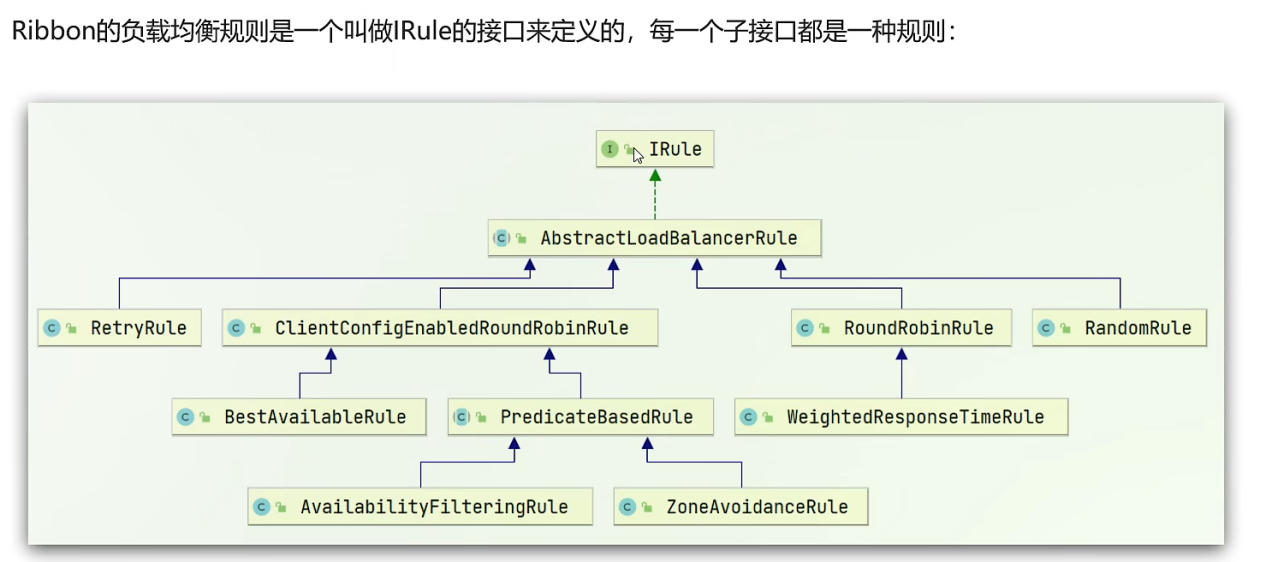 Ribbon的负载均衡规则是一个叫做IRule的接口来定义的，每一个子接口都是一种规则：
I IRule
C AbstractLoadBalancerRule
C RetryRule C ClientConfigEnabledRoundRobinRule C RoundRobinRule C RandomRule
C BestAvailableRule C PredicateBasedRule C WeightedResponseTimeRule
C AvailabilityFilteringRule C ZoneAvoidanceRule